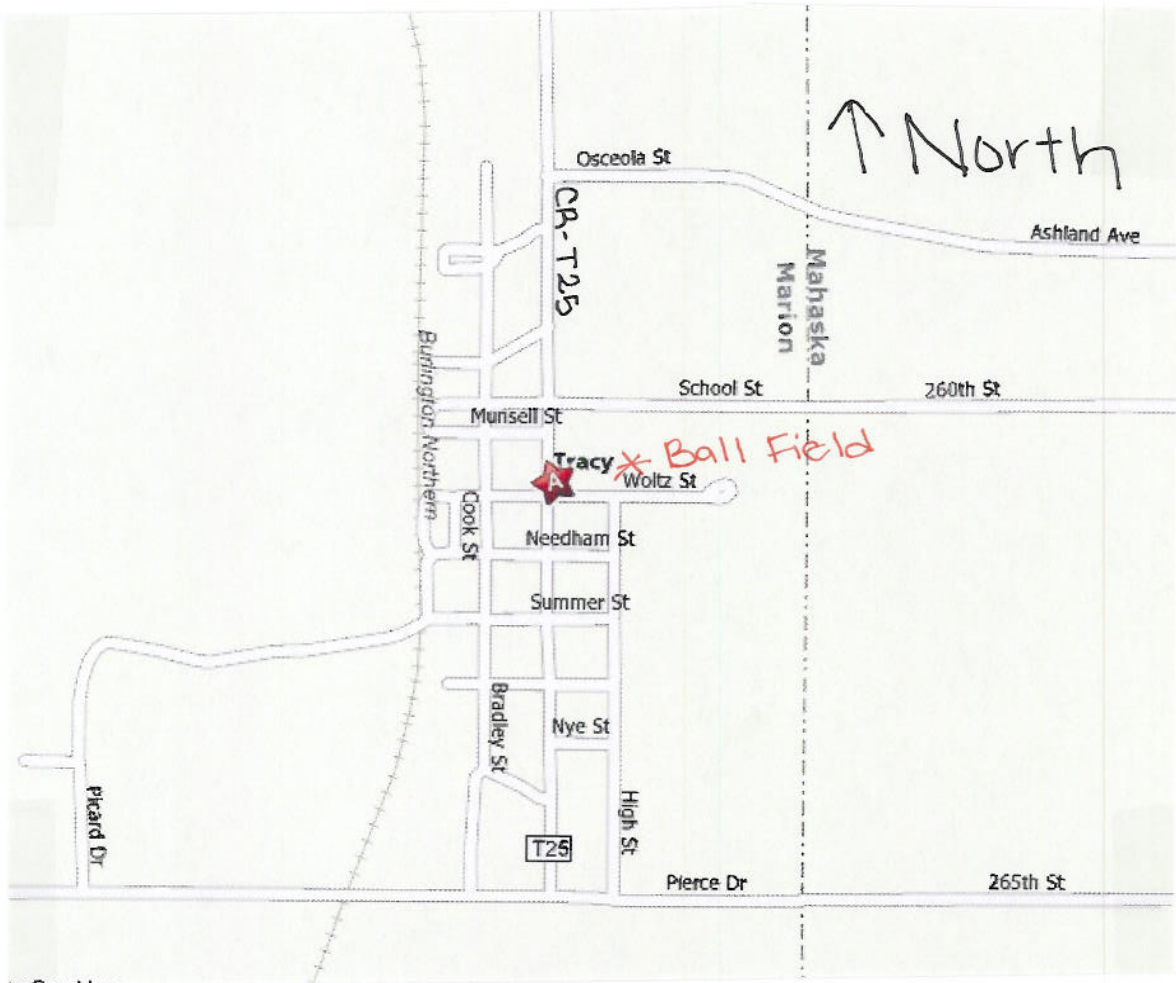 ↑ North
Osceola St
CR-T25
Ashland Ave
Mahaska
Marion
Burlington Northern
School St
260th St
Munsell St
Tracy
* Ball Field
A
Woltz St
Cook St
Needham St
Summer St
Bradley St
Nye St
Picard Dr
High St
T25
Pierce Dr
265th St